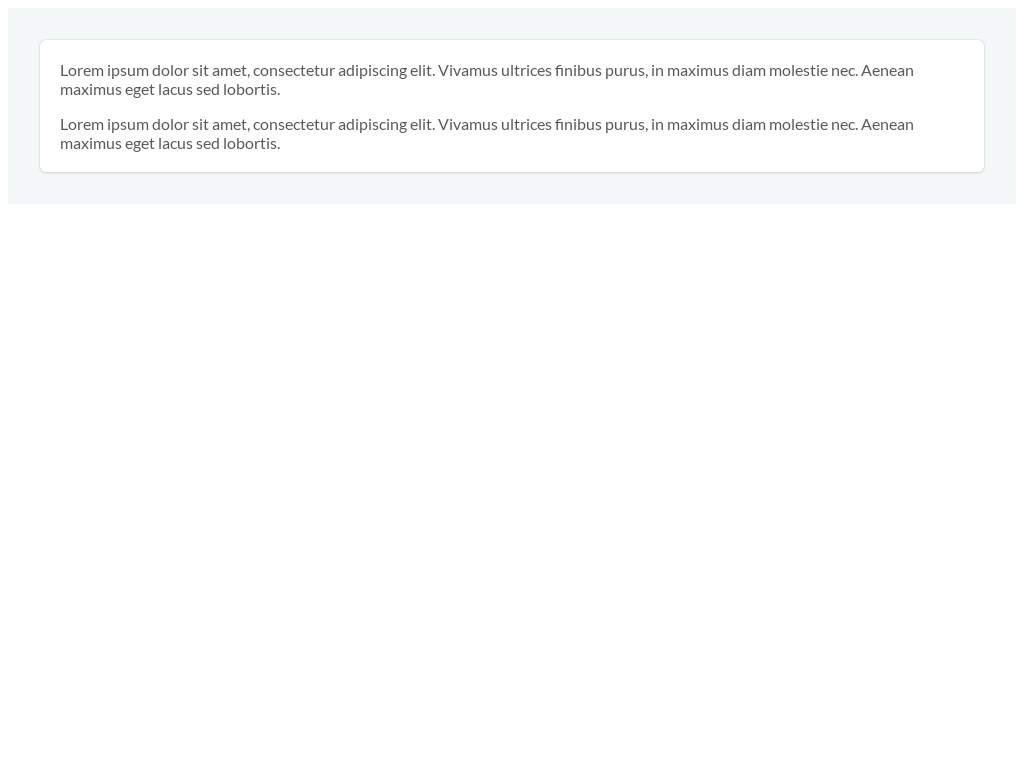 Lorem ipsum dolor sit amet, consectetur adipiscing elit. Vivamus ultrices finibus purus, in maximus diam molestie nec. Aenean
maximus eget lacus sed lobortis.
Lorem ipsum dolor sit amet, consectetur adipiscing elit. Vivamus ultrices finibus purus, in maximus diam molestie nec. Aenean
maximus eget lacus sed lobortis.